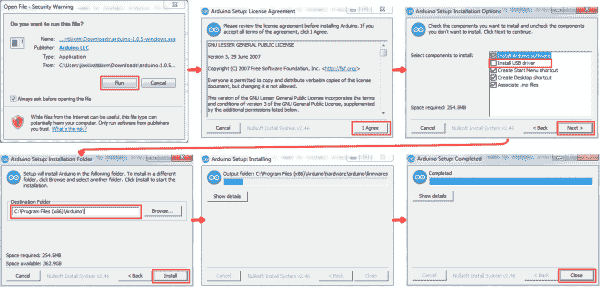 Open File - Security Warning
Do you want to run this file?
Name: ...tstörm\Downloads\arduino-1.0.5-windows.exe
Publisher: Arduino LLC
Type: Application
From: C:\Users\
Downloads\arduino-1.0.5...
Run
Cancel
Always ask before opening this file
While files from the Internet can be useful, this file type can
potentially harm your computer. Only run software from publishers
you trust. What's the risk?
Arduino Setup: License Agreement
Please review the license agreement before installing Arduino. If you
accept all terms of the agreement, click I Agree.
GNU LESSER GENERAL PUBLIC LICENSE
Version 3, 29 June 2007
Copyright (C) 2007 Free Software Foundation, Inc. <http://fsf.org/>
Everyone is permitted to copy and distribute verbatim copies of this license
document, but changing it is not allowed.
This version of the GNU Lesser General Public License incorporates the terms
and conditions of version 3 of the GNU General Public License, supplemented
by the additional permissions listed below.
Cancel
Nullsoft Install System v2.46
I Agree
Arduino Setup: Installation Options
Check the components you want to install and uncheck the components
you don't want to install. Click Next to continue.
Select components to install:
Install Arduino software
Install USB driver
Create Start Menu shortcut
Create Desktop shortcut
Associate .ino files
Space required: 254.5MB
Cancel
Nullsoft Install System v2.46
< Back
Next >
Arduino Setup: Installation Folder
Setup will install Arduino in the following folder. To install in a different
folder, click Browse and select another folder. Click Install to start the
installation.
Destination Folder
C:\Program Files (x86)\Arduino\
Browse...
Space required: 254.5MB
Space available: 362.9GB
Cancel
Nullsoft Install System v2.46
< Back
Install
Arduino Setup: Installing
Output folder: C:\Program Files (x86)\Arduino\hardware\arduino\firmwares
Show details
Cancel
Nullsoft Install System v2.46
< Back
Close
Arduino Setup: Completed
Completed
Show details
Cancel
Nullsoft Install System v2.46
< Back
Close